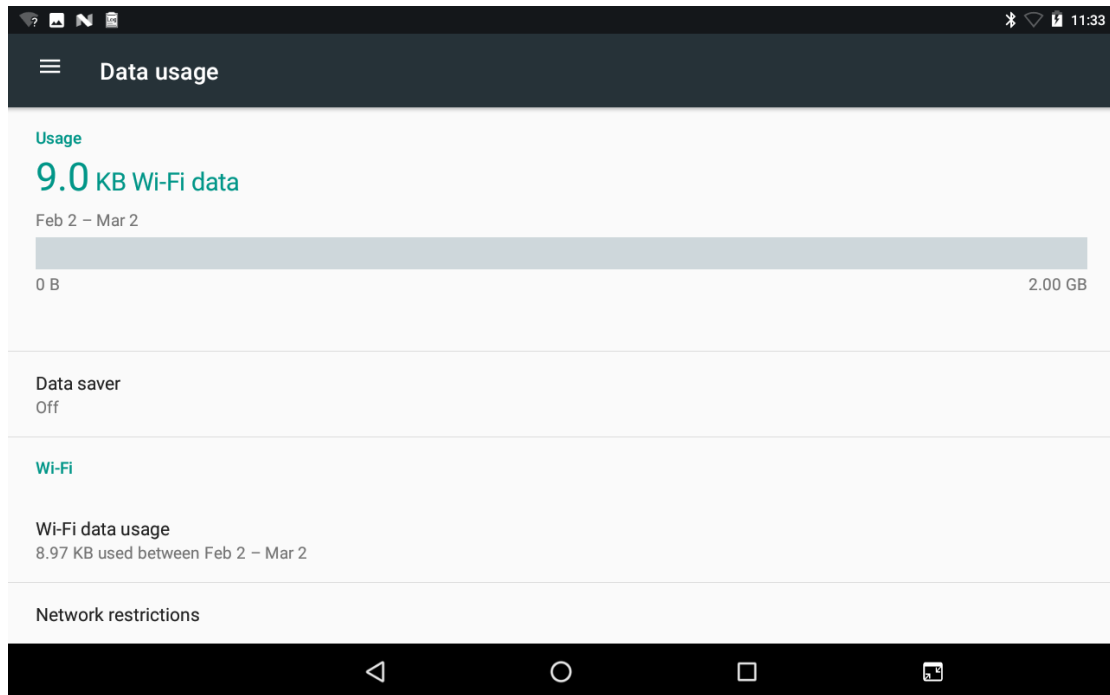 11:33
Data usage
Usage
9.0 KB Wi-Fi data
Feb 2 – Mar 2
0 B 2.00 GB
Data saver
Off
Wi-Fi
Wi-Fi data usage
8.97 KB used between Feb 2 – Mar 2
Network restrictions